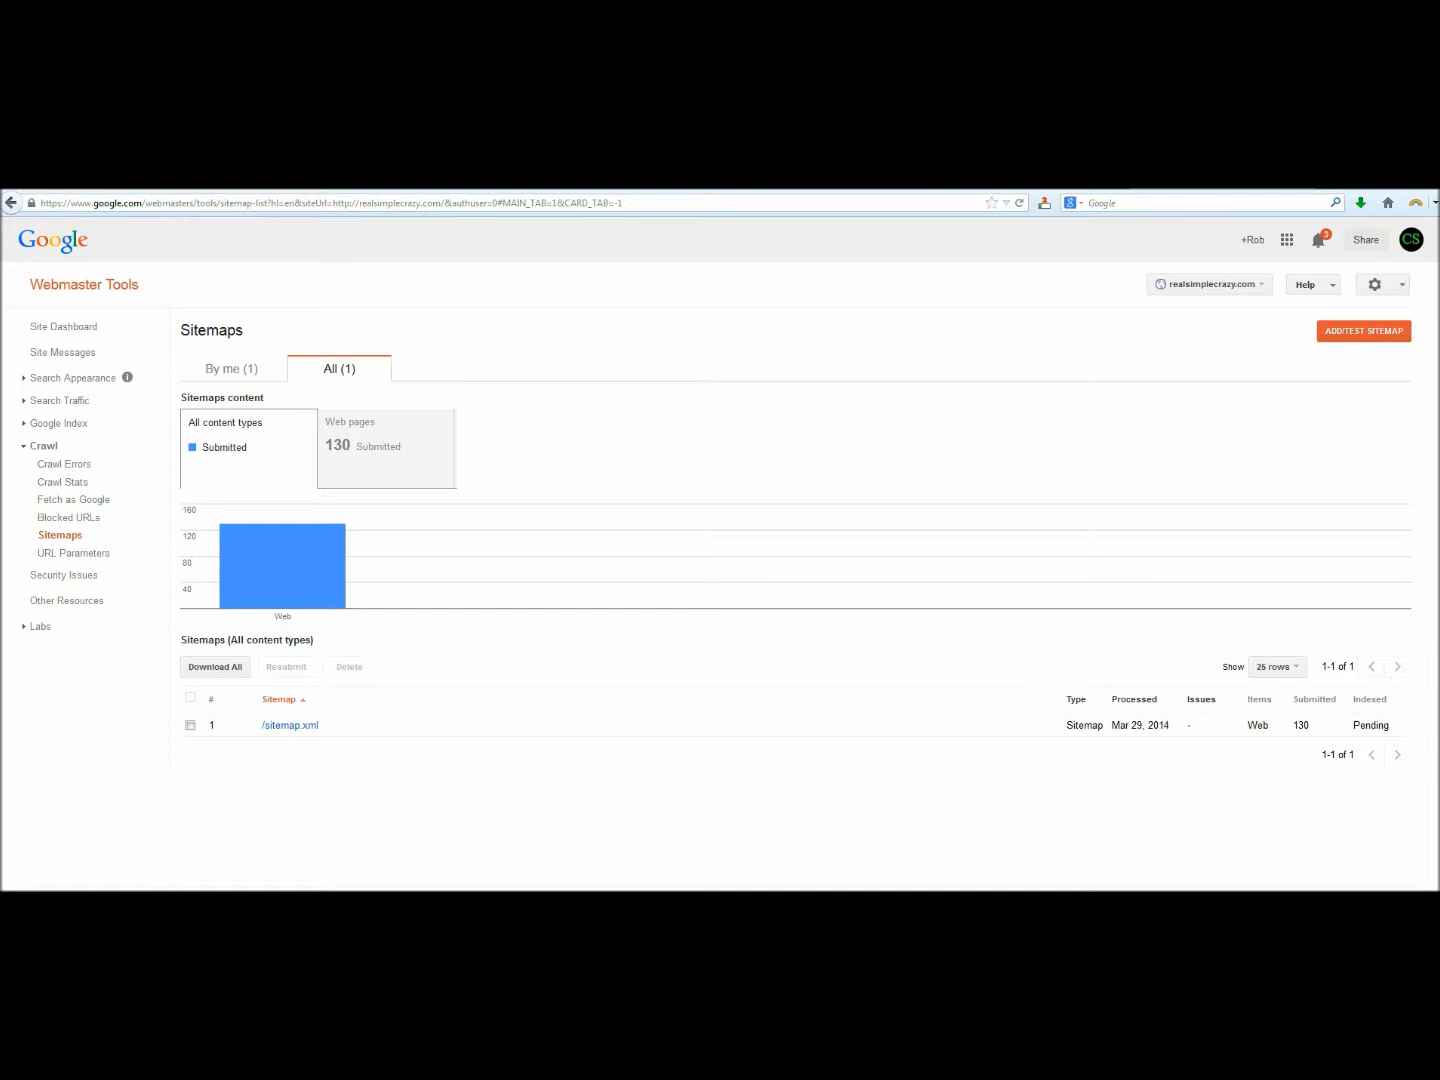 https://www.google.com/webmasters/tools/sitemap-list?hl=en&siteUrl=http://realsimplecrazy.com/&authuser=0#MAIN_TAB=1&CARD_TAB=-1
8 Google
Google
+Rob
3
Share
CS
Webmaster Tools
realsimplecrazy.com
Help
Site Dashboard
Site Messages
Search Appearance i
Search Traffic
Google Index
Crawl
Crawl Errors
Crawl Stats
Fetch as Google
Blocked URLs
Sitemaps
URL Parameters
Security Issues
Other Resources
Labs
Sitemaps
ADD/TEST SITEMAP
By me (1) All (1)
Sitemaps content
All content types
Submitted
Web pages
130 Submitted
160
120
80
40
Web
Sitemaps (All content types)
Download All Resubmit Delete
Show 25 rows 1-1 of 1
# Sitemap Type Processed Issues Items Submitted Indexed
1 /sitemap.xml Sitemap Mar 29, 2014 - Web 130 Pending
1-1 of 1